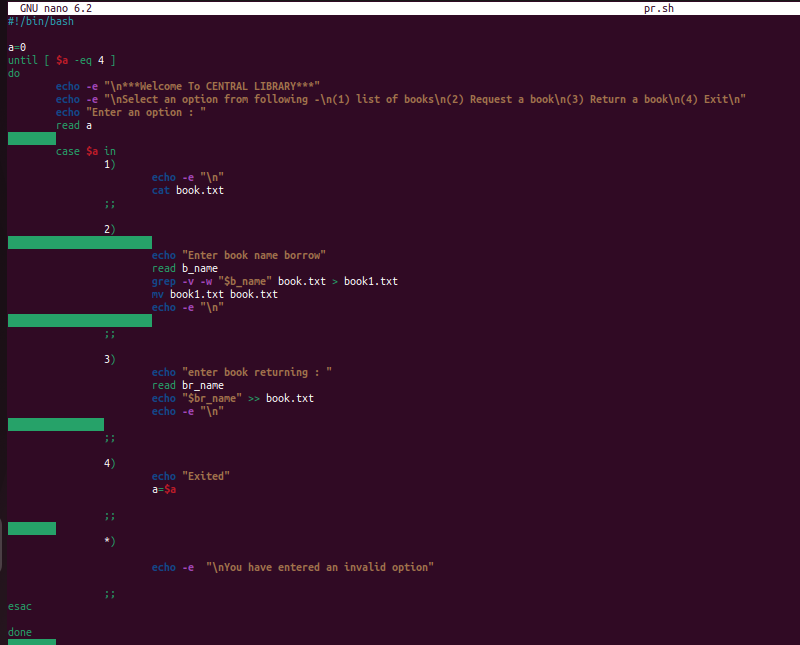 GNU nano 6.2 pr.sh
#!/bin/bash
a=0
until [ $a -eq 4 ]
do
echo -e "\n***Welcome To CENTRAL LIBRARY***"
echo -e "\nSelect an option from following -\n(1) list of books\n(2) Request a book\n(3) Return a book\n(4) Exit\n"
echo "Enter an option : "
read a
case $a in
1)
echo -e "\n"
cat book.txt
;;
2)
echo "Enter book name borrow"
read b_name
grep -v -w "$b_name" book.txt > book1.txt
mv book1.txt book.txt
echo -e "\n"
;;
3)
echo "enter book returning : "
read br_name
echo "$br_name" >> book.txt
echo -e "\n"
;;
4)
echo "Exited"
a=$a
;;
*)
echo -e  "\nYou have entered an invalid option"
;;
esac
done